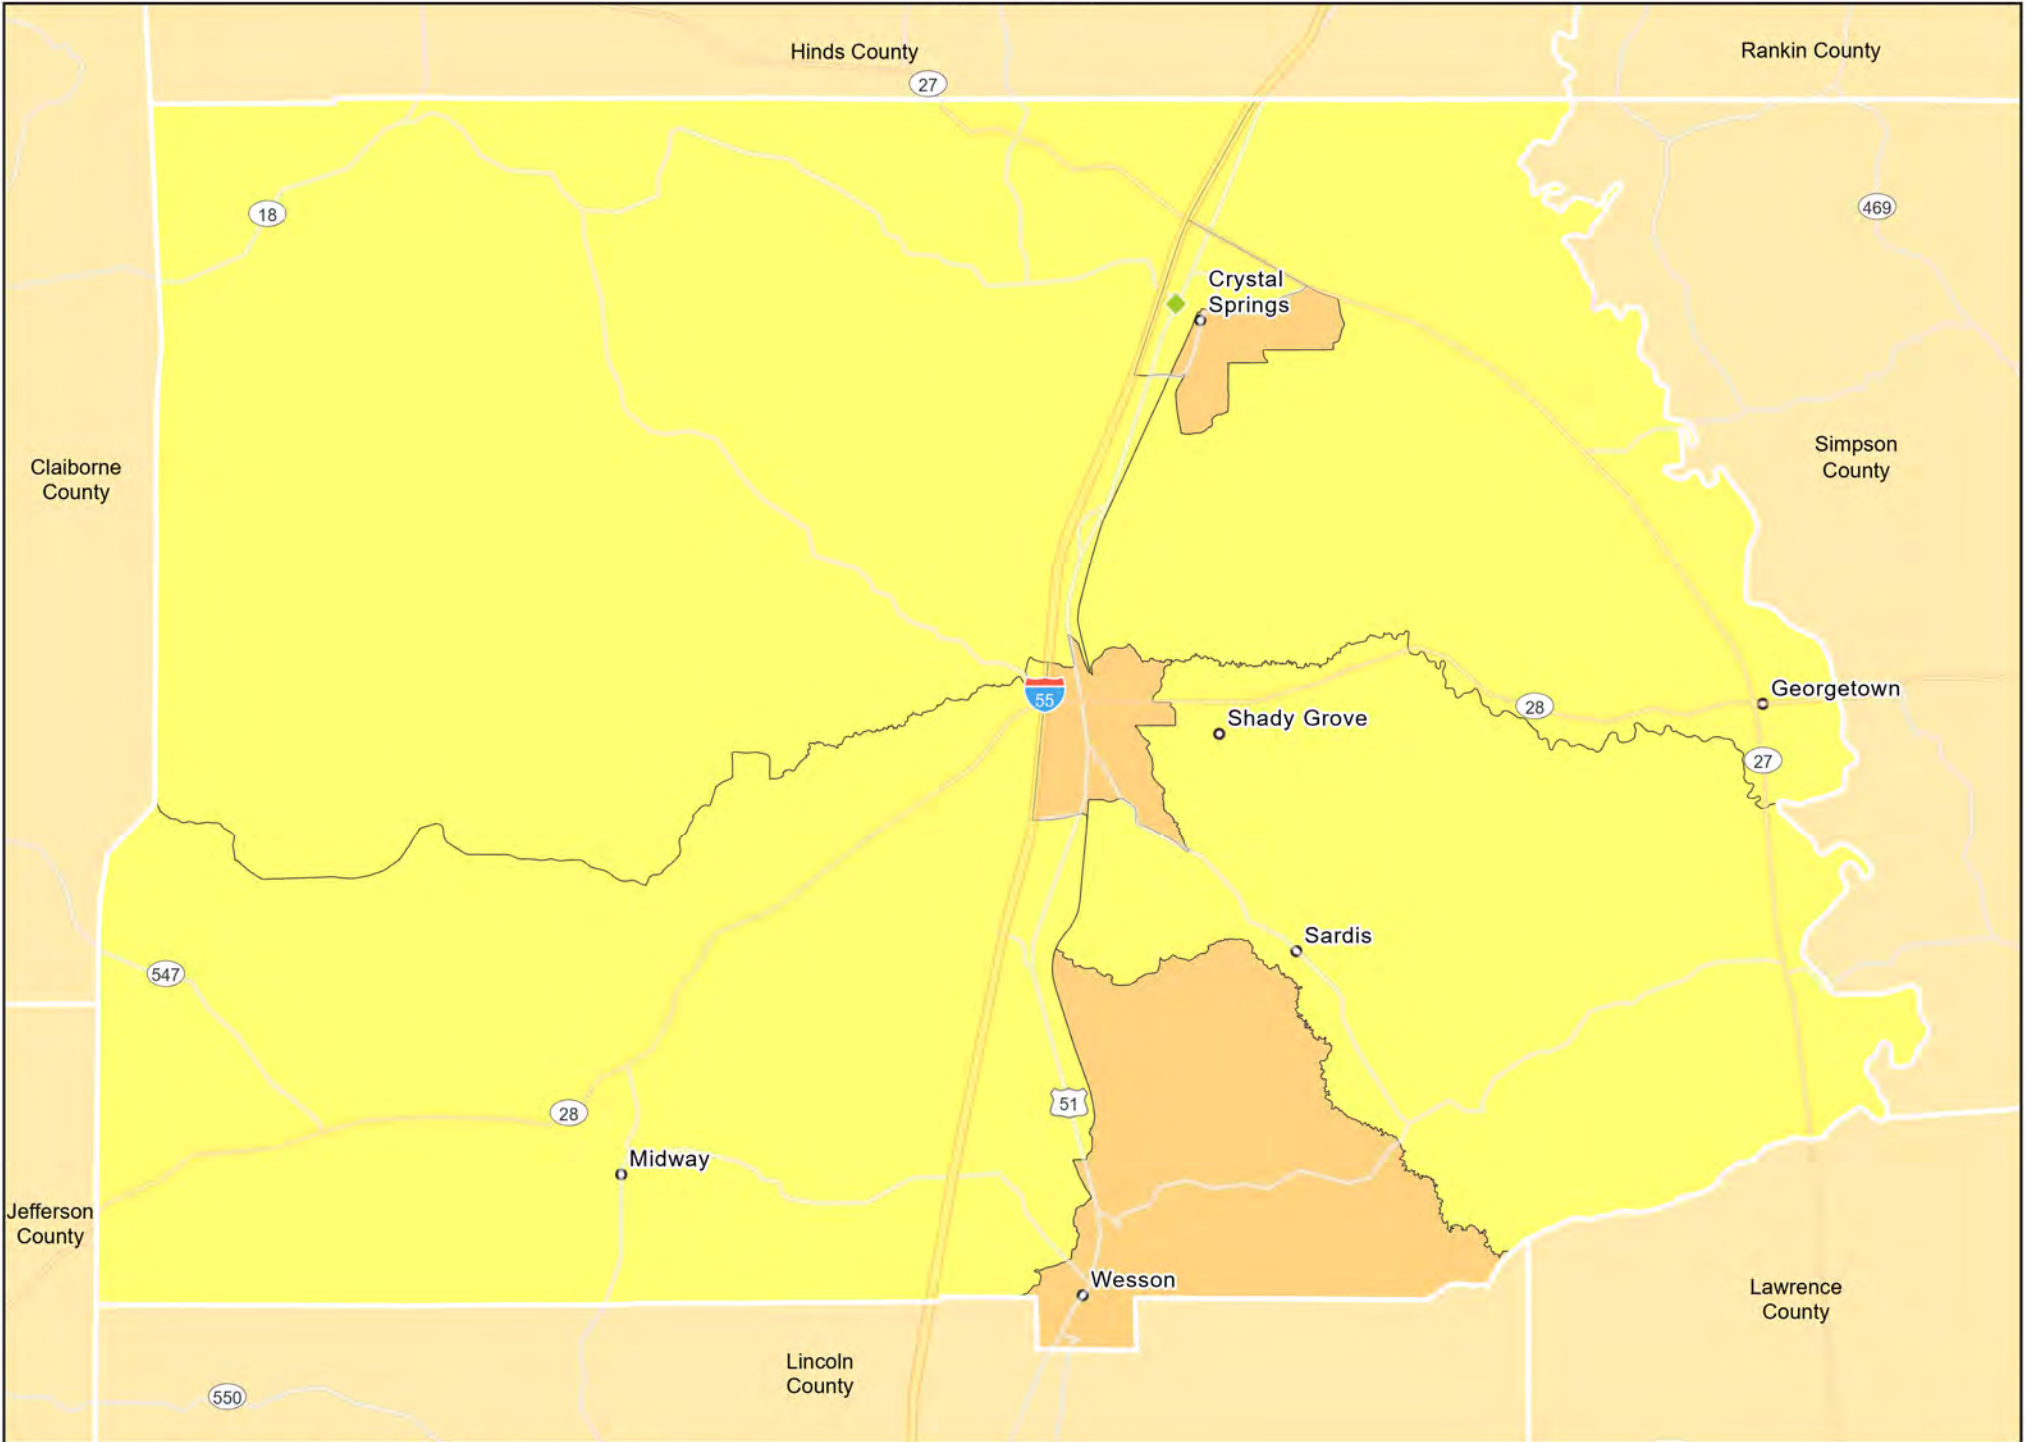 Hinds County
Rankin County
27
18
469
Crystal
Springs
Simpson
County
Claiborne
County
Georgetown
55
28
Shady Grove
27
Sardis
547
51
28
Midway
Jefferson
County
Wesson
Lawrence
County
Lincoln
County
550